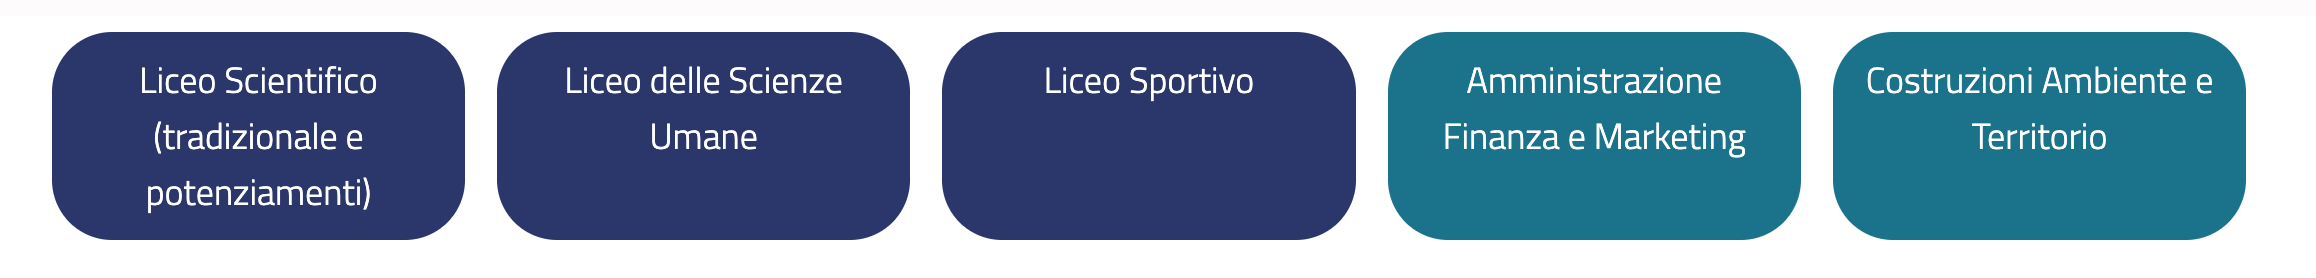 Liceo Scientifico
(tradizionale e
potenziamenti)
Liceo delle Scienze
Umane
Liceo Sportivo
Amministrazione
Finanza e Marketing
Costruzioni Ambiente e
Territorio